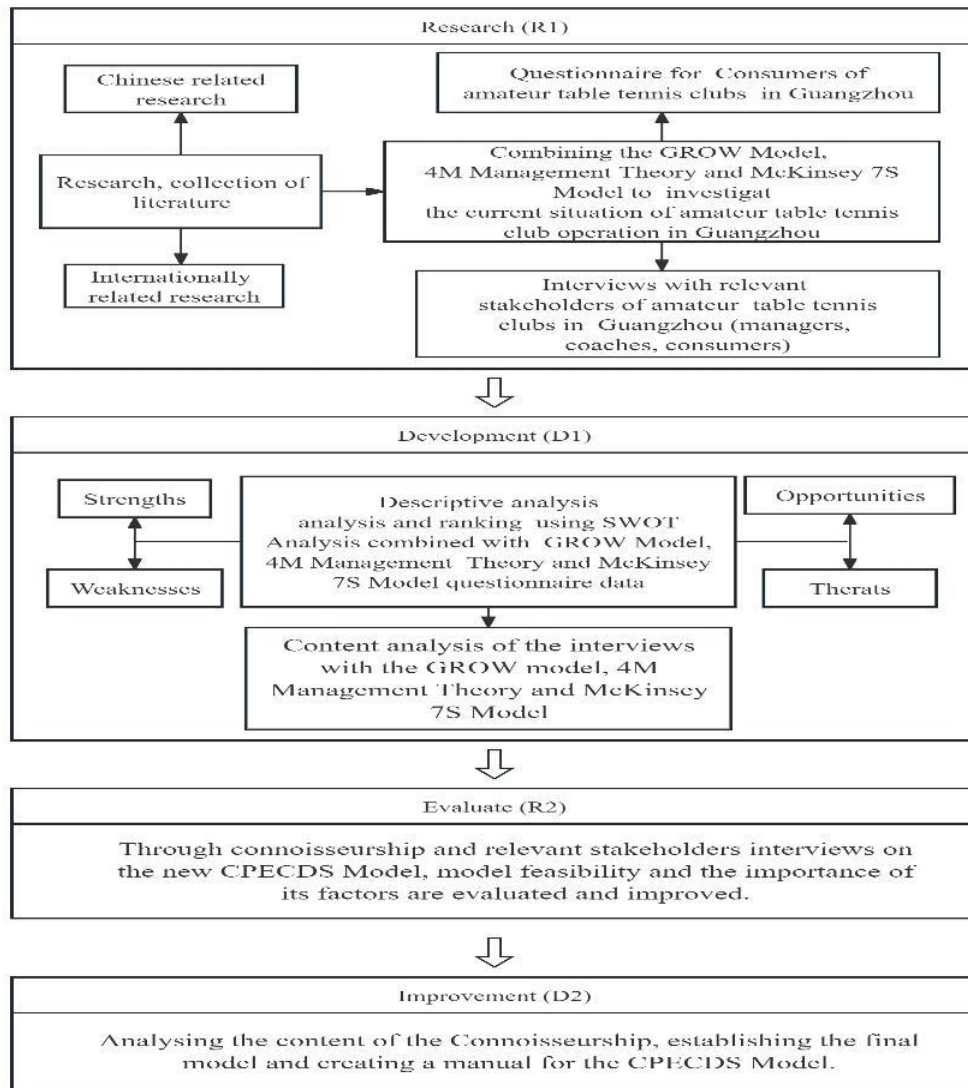 Research (R1)
Chinese related
research
Questionnaire for Consumers of
amateur table tennis clubs in Guangzhou
Research, collection of
literature
Combining the GROW Model,
4M Management Theory and McKinsey 7S
Model to investigat
the current situation of amateur table tennis
club operation in Guangzhou
Internationally
related research
Interviews with relevant
stakeholders of amateur table tennis
clubs in Guangzhou (managers,
coaches, consumers)
Development (D1)
Strengths
Weaknesses
Descriptive analysis
analysis and ranking using SWOT
Analysis combined with GROW Model,
4M Management Theory and McKinsey
7S Model questionnaire data
Opportunities
Therats
Content analysis of the interviews
with the GROW model, 4M
Management Theory and McKinsey
7S Model
Evaluate (R2)
Through connoisseurship and relevant stakeholders interviews on
the new CPECDS Model, model feasibility and the importance of
its factors are evaluated and improved.
Improvement (D2)
Analysing the content of the Connoisseurship, establishing the final
model and creating a manual for the CPECDS Model.